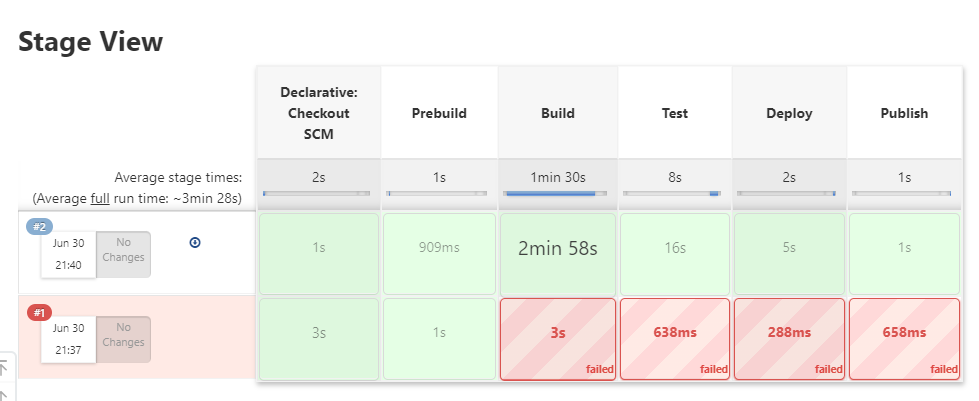 Stage View
Declarative:
Checkout
SCM
Prebuild
Build
Test
Deploy
Publish
Average stage times:
(Average full run time: ~3min 28s)
2s
1s
1min 30s
8s
2s
1s
#2
Jun 30
21:40
No
Changes
1s
909ms
2min 58s
16s
5s
1s
#1
Jun 30
21:37
No
Changes
3s
1s
3s
failed
638ms
failed
288ms
failed
658ms
failed